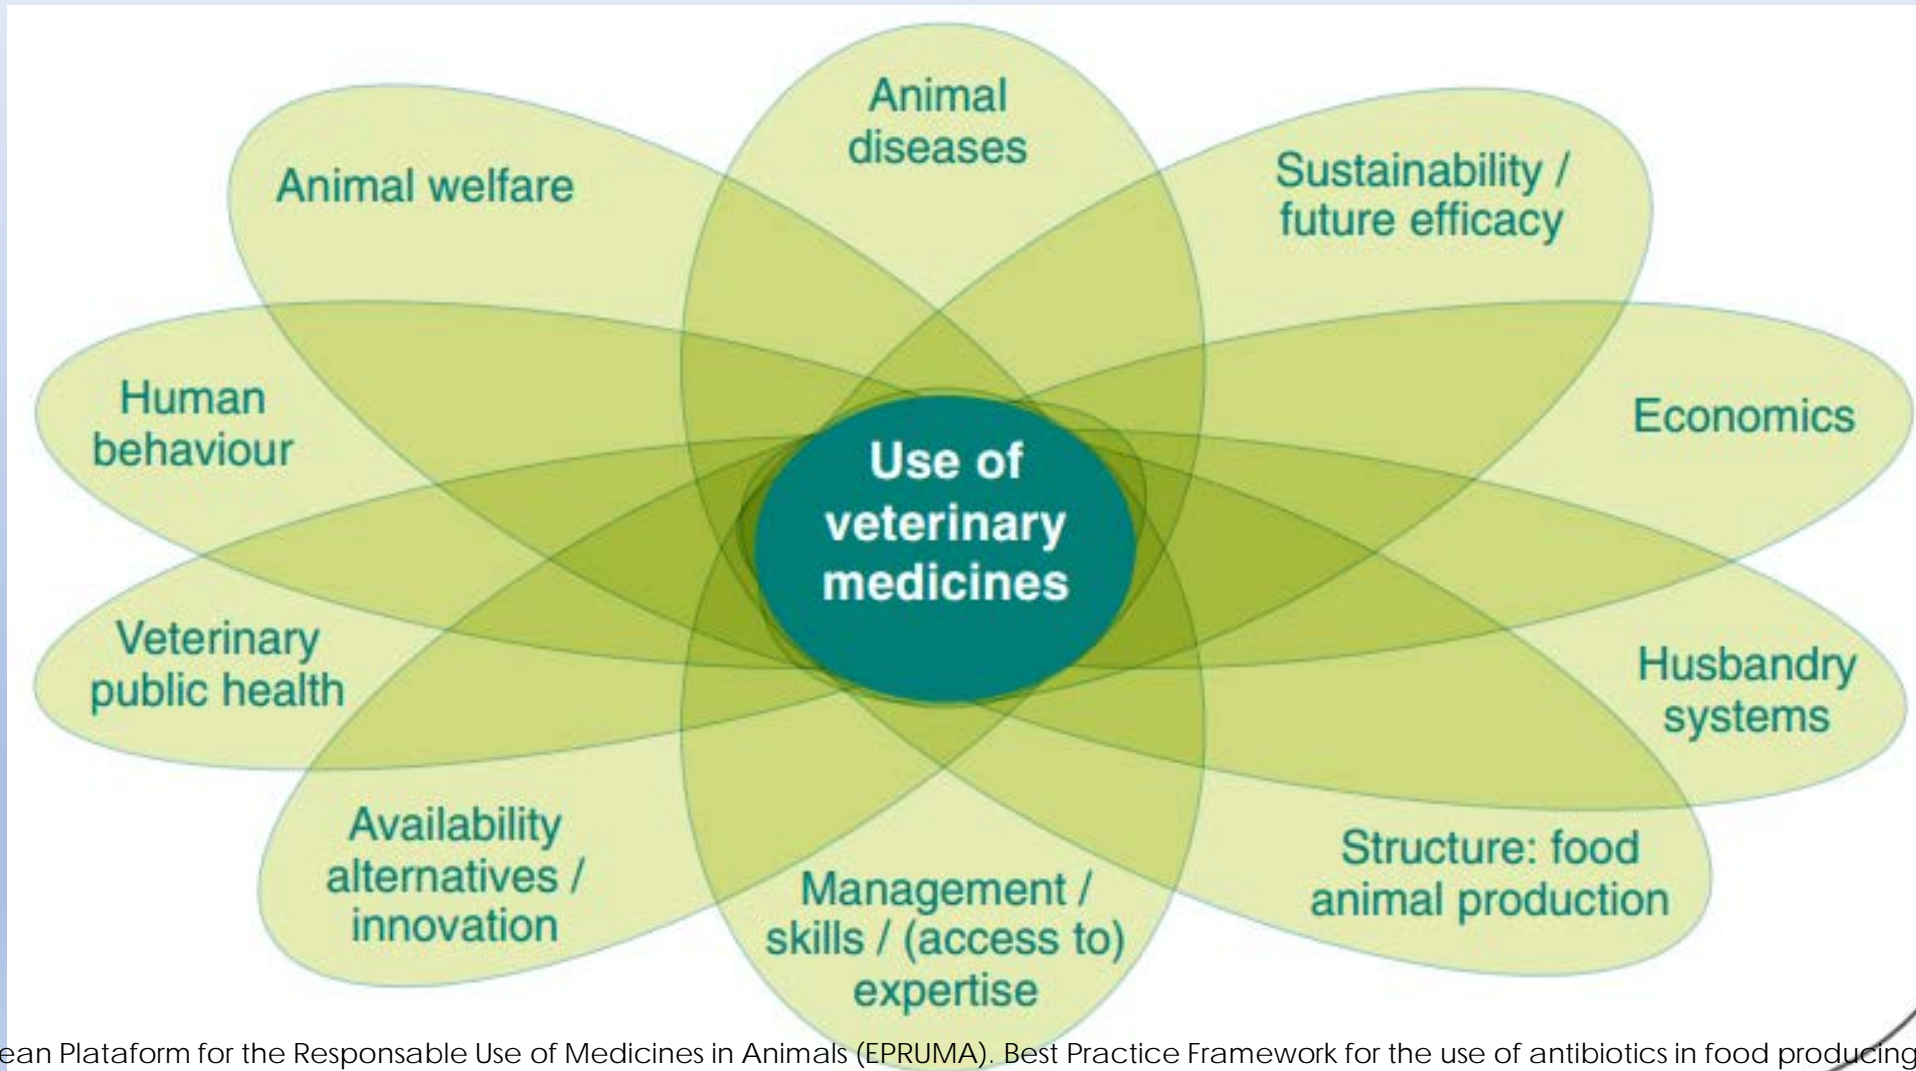 Animal
diseases
Animal welfare
Sustainability /
future efficacy
Human
behaviour
Economics
Use of
veterinary
medicines
Veterinary
public health
Husbandry
systems
Availability
alternatives /
innovation
Management /
skills / (access to)
expertise
Structure: food
animal production
ean Plataform for the Responsible Use of Medicines in Animals (EPRUMA). Best Practice Framework for the use of antibiotics in food producing